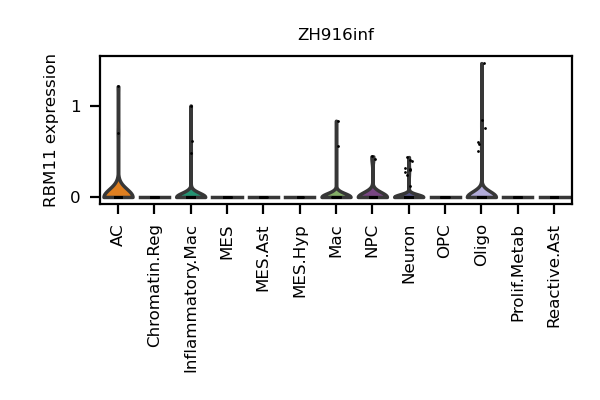 ZH916inf
RBM11 expression
1
0
AC
Chromatin.Reg
Inflammatory.Mac
MES
MES.Ast
MES.Hyp
Mac
NPC
Neuron
OPC
Oligo
Prolif.Metab
Reactive.Ast